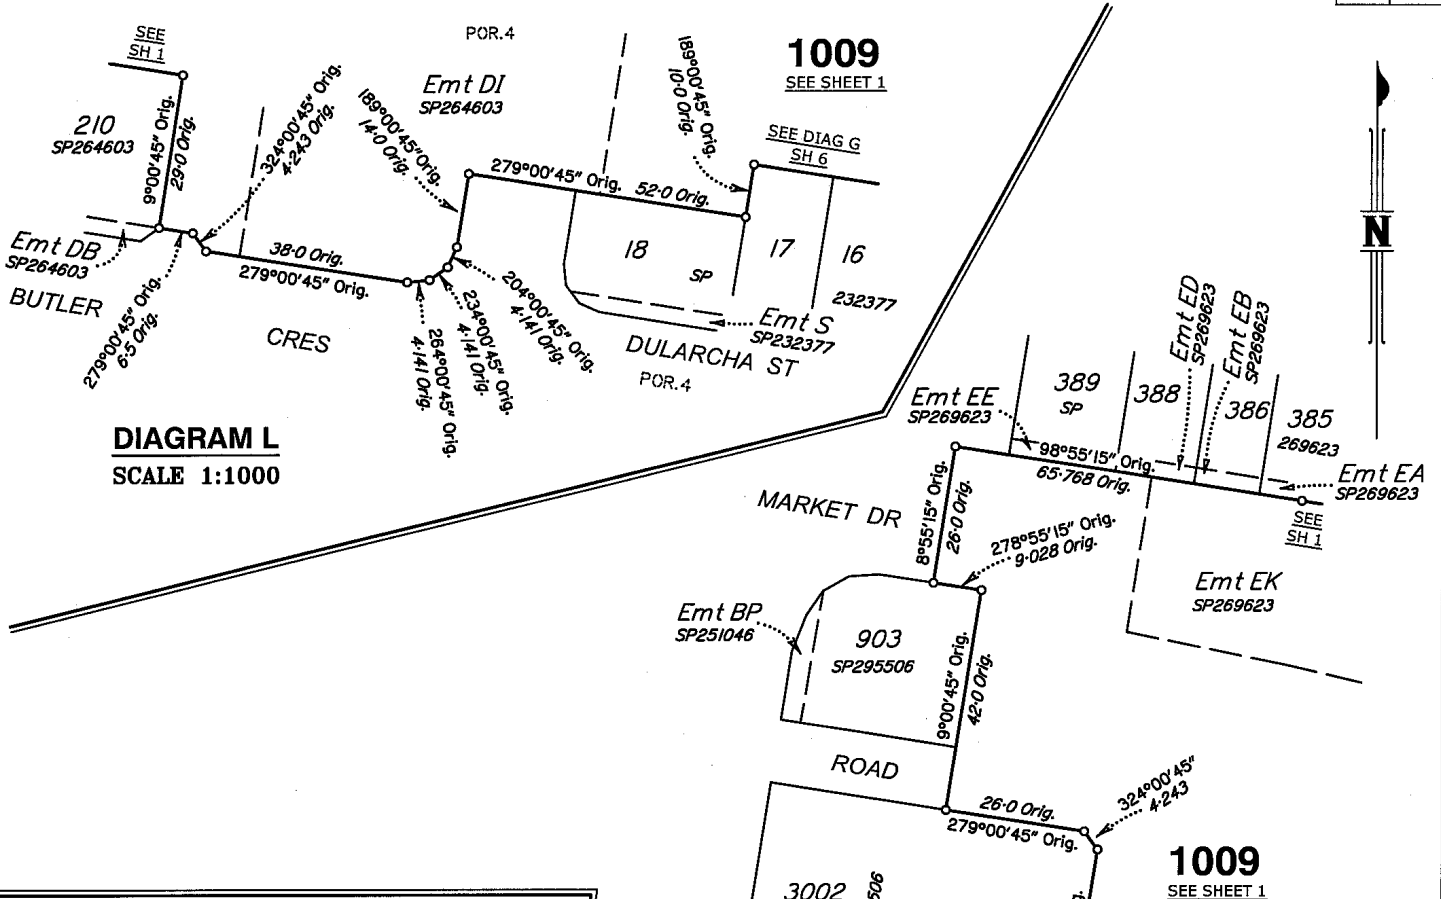 SEE
SH 1
POR.4
1009
SEE SHEET 1
Emt DI
SP264603
210
SP264603
9°00'45" Orig.
29·0 Orig.
324°00'45" Orig.
4·243 Orig.
189°00'45" Orig.
14·0 Orig.
189°00'45" Orig.
10·0 Orig.
SEE DIAG G
SH 6
279°00'45" Orig.
52·0 Orig.
18
SP
17
16
232377
Emt DB
SP264603
BUTLER
CRES
38·0 Orig.
279°00'45" Orig.
279°00'45" Orig.
6·5 Orig.
264°00'45" Orig.
4·141 Orig.
234°00'45" Orig.
4·141 Orig.
204°00'45" Orig.
4·141 Orig.
Emt S
SP232377
DULARCHA ST
POR.4
DIAGRAM L
SCALE 1:1000
N
Emt EE
SP269623
389
SP
388
Emt ED
SP269623
Emt EB
SP269623
386
385
269623
98°55'15" Orig.
65·768 Orig.
Emt EA
SP269623
SEE
SH 1
MARKET DR
8°55'15" Orig.
26·0 Orig.
278°55'15" Orig.
9·028 Orig.
Emt EK
SP269623
Emt BP
SP251046
903
SP295506
9°00'45" Orig.
42·0 Orig.
ROAD
26·0 Orig.
279°00'45" Orig.
324°00'45"
4·243
1009
SEE SHEET 1
3002
506